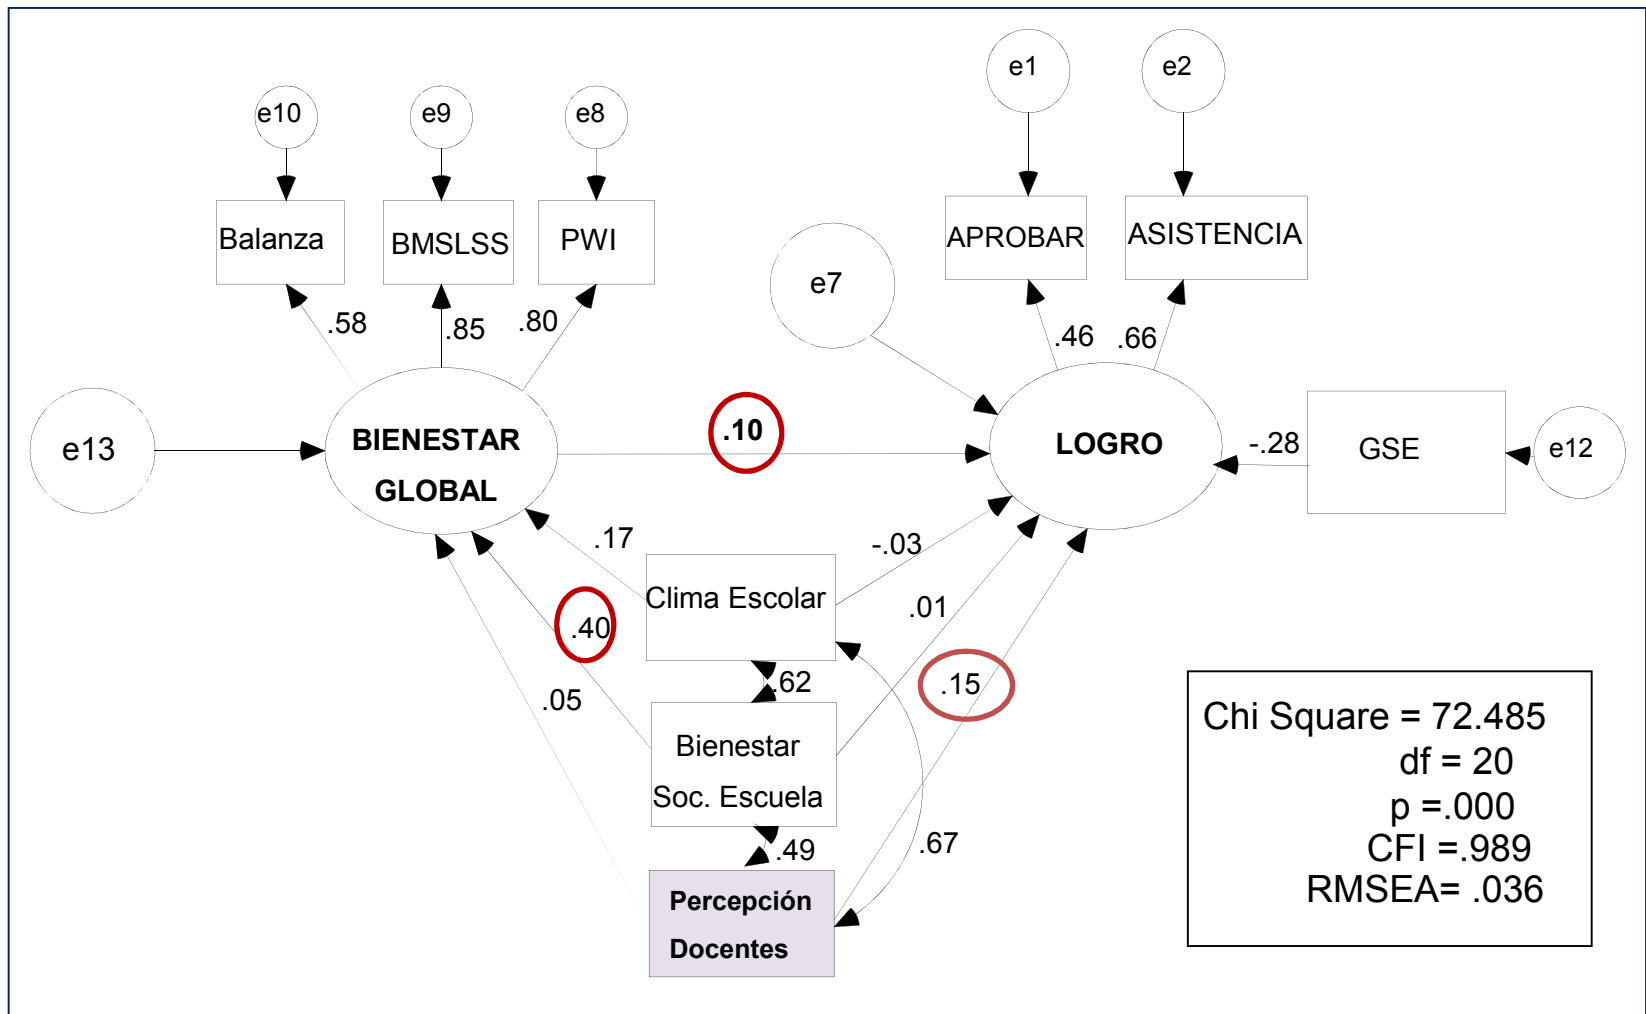 e1
e2
e10
e9
e8
Balanza
BMSLSS
PWI
APROBAR
ASISTENCIA
e7
.58
.85
.80
.46
.66
e13
BIENESTAR
GLOBAL
.10
LOGRO
-.28
GSE
e12
.17
-.03
Clima Escolar
.40
.01
.62
.05
.15
Bienestar
Soc. Escuela
.49
.67
Percepción
Docentes
Chi Square = 72.485
df = 20
p =.000
CFI =.989
RMSEA= .036